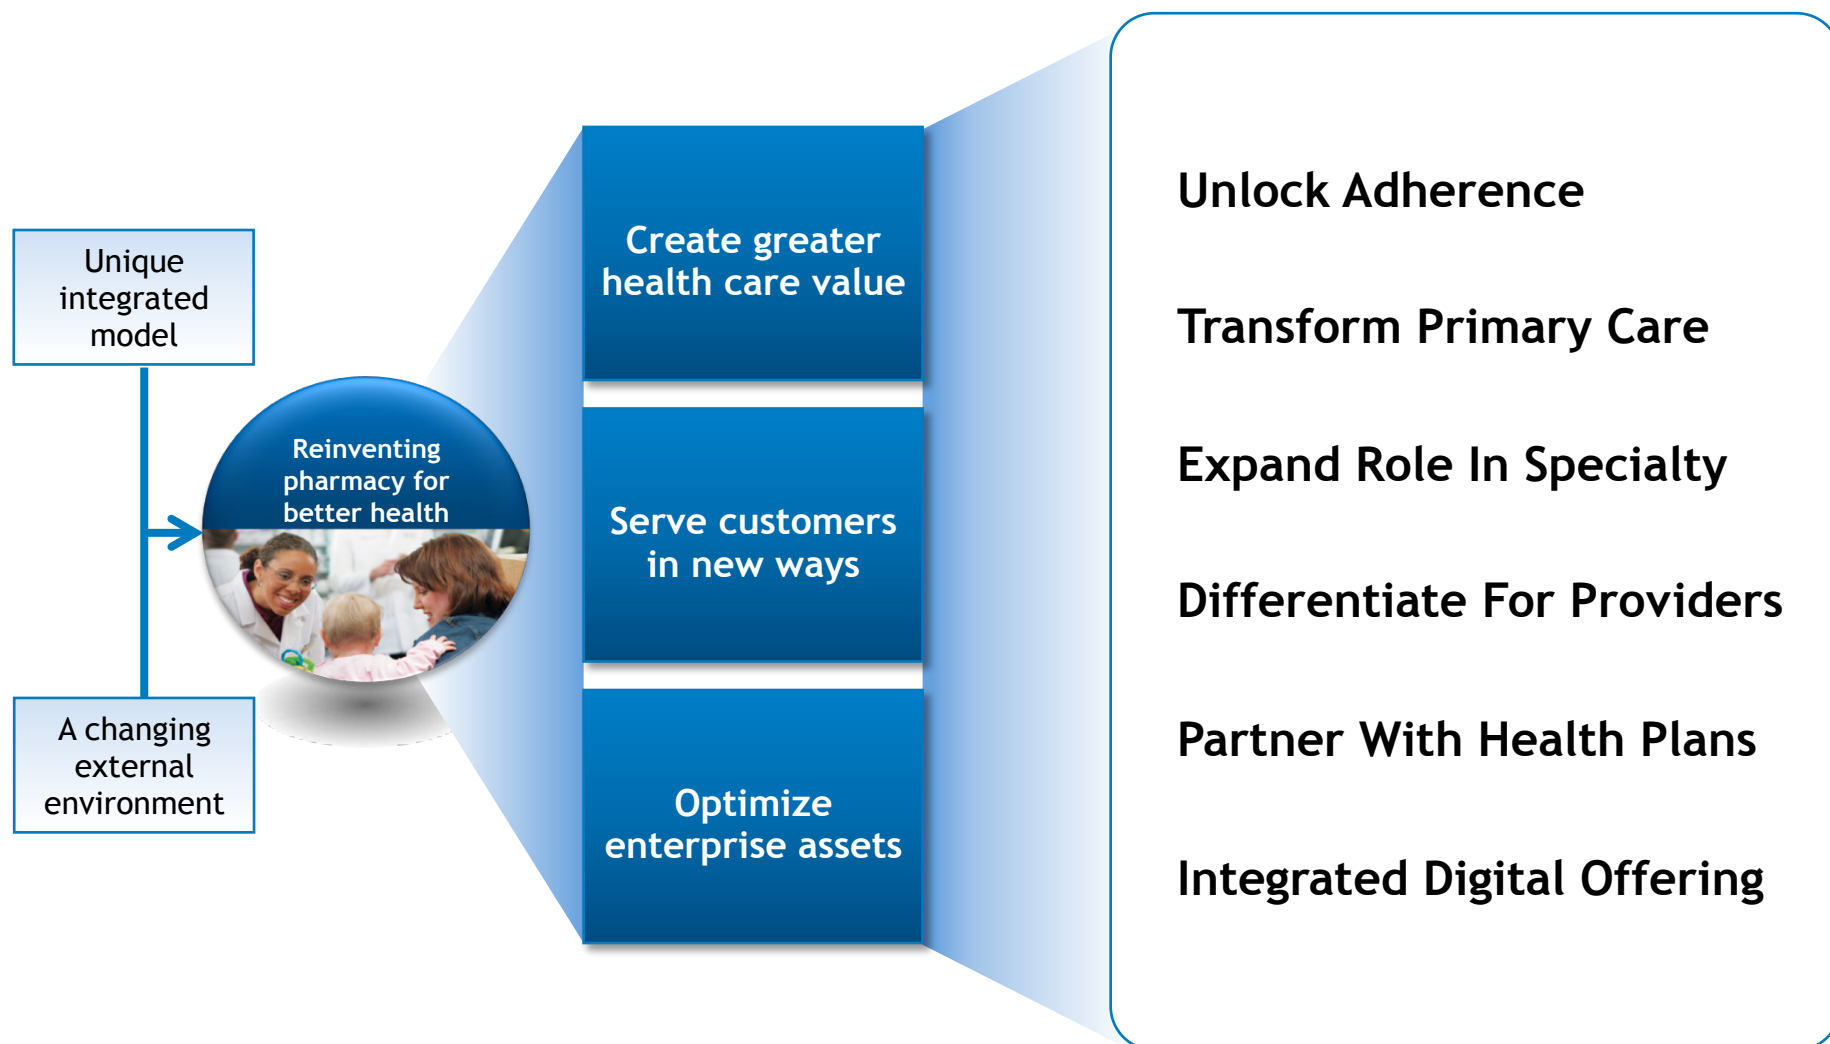 Unique
integrated
model
A changing
external
environment
Reinventing
pharmacy for
better health
Create greater
health care value
Serve customers
in new ways
Optimize
enterprise assets
Unlock Adherence
Transform Primary Care
Expand Role In Specialty
Differentiate For Providers
Partner With Health Plans
Integrated Digital Offering